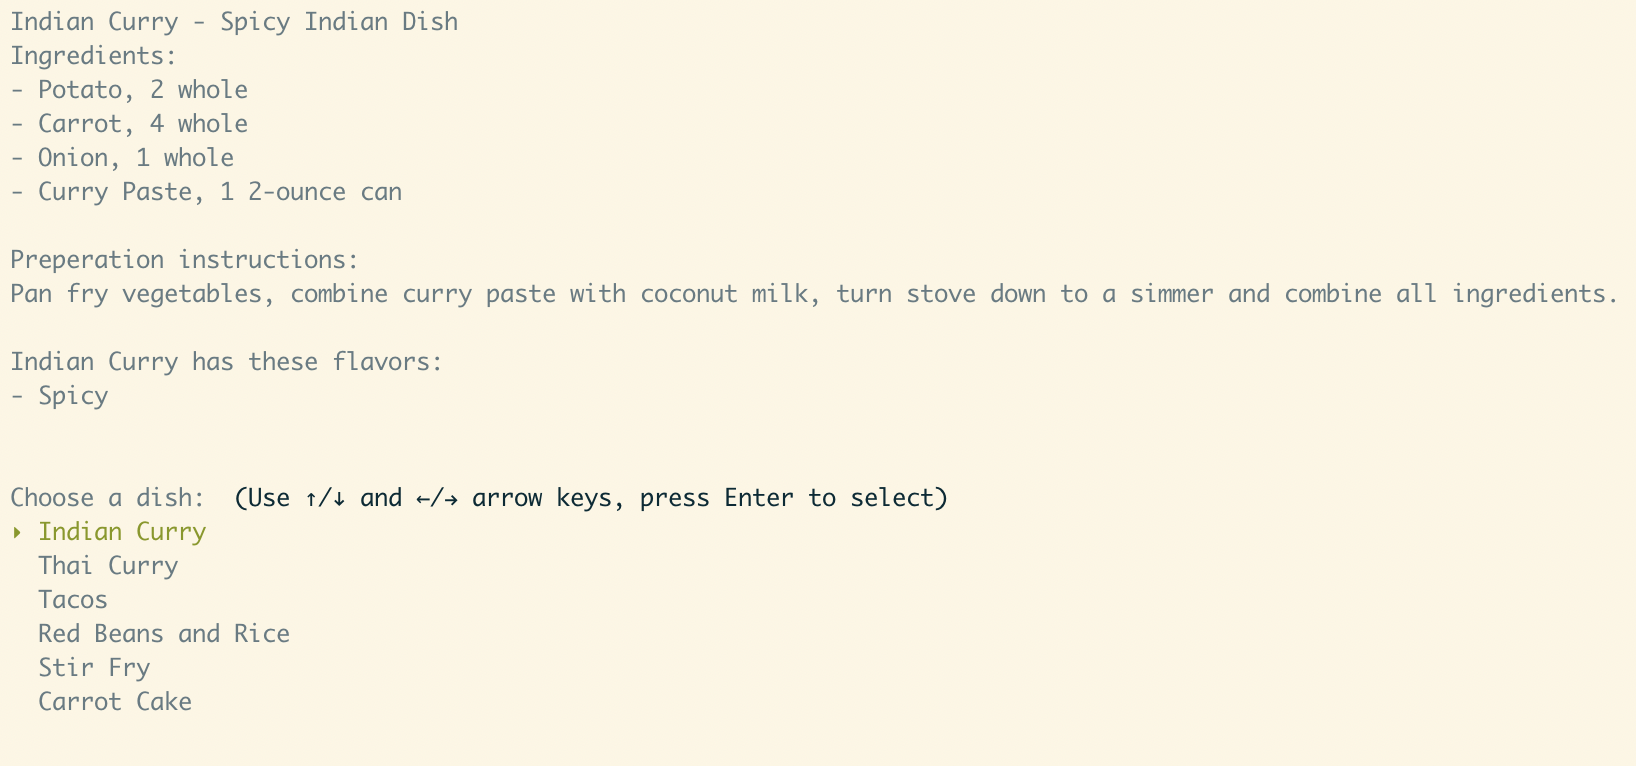 Indian Curry - Spicy Indian Dish
Ingredients:
- Potato, 2 whole
- Carrot, 4 whole
- Onion, 1 whole
- Curry Paste, 1 2-ounce can
Preperation instructions:
Pan fry vegetables, combine curry paste with coconut milk, turn stove down to a simmer and combine all ingredients.
Indian Curry has these flavors:
- Spicy
Choose a dish:  (Use ↑/↓ and ←/→ arrow keys, press Enter to select)
‣ Indian Curry
Thai Curry
Tacos
Red Beans and Rice
Stir Fry
Carrot Cake